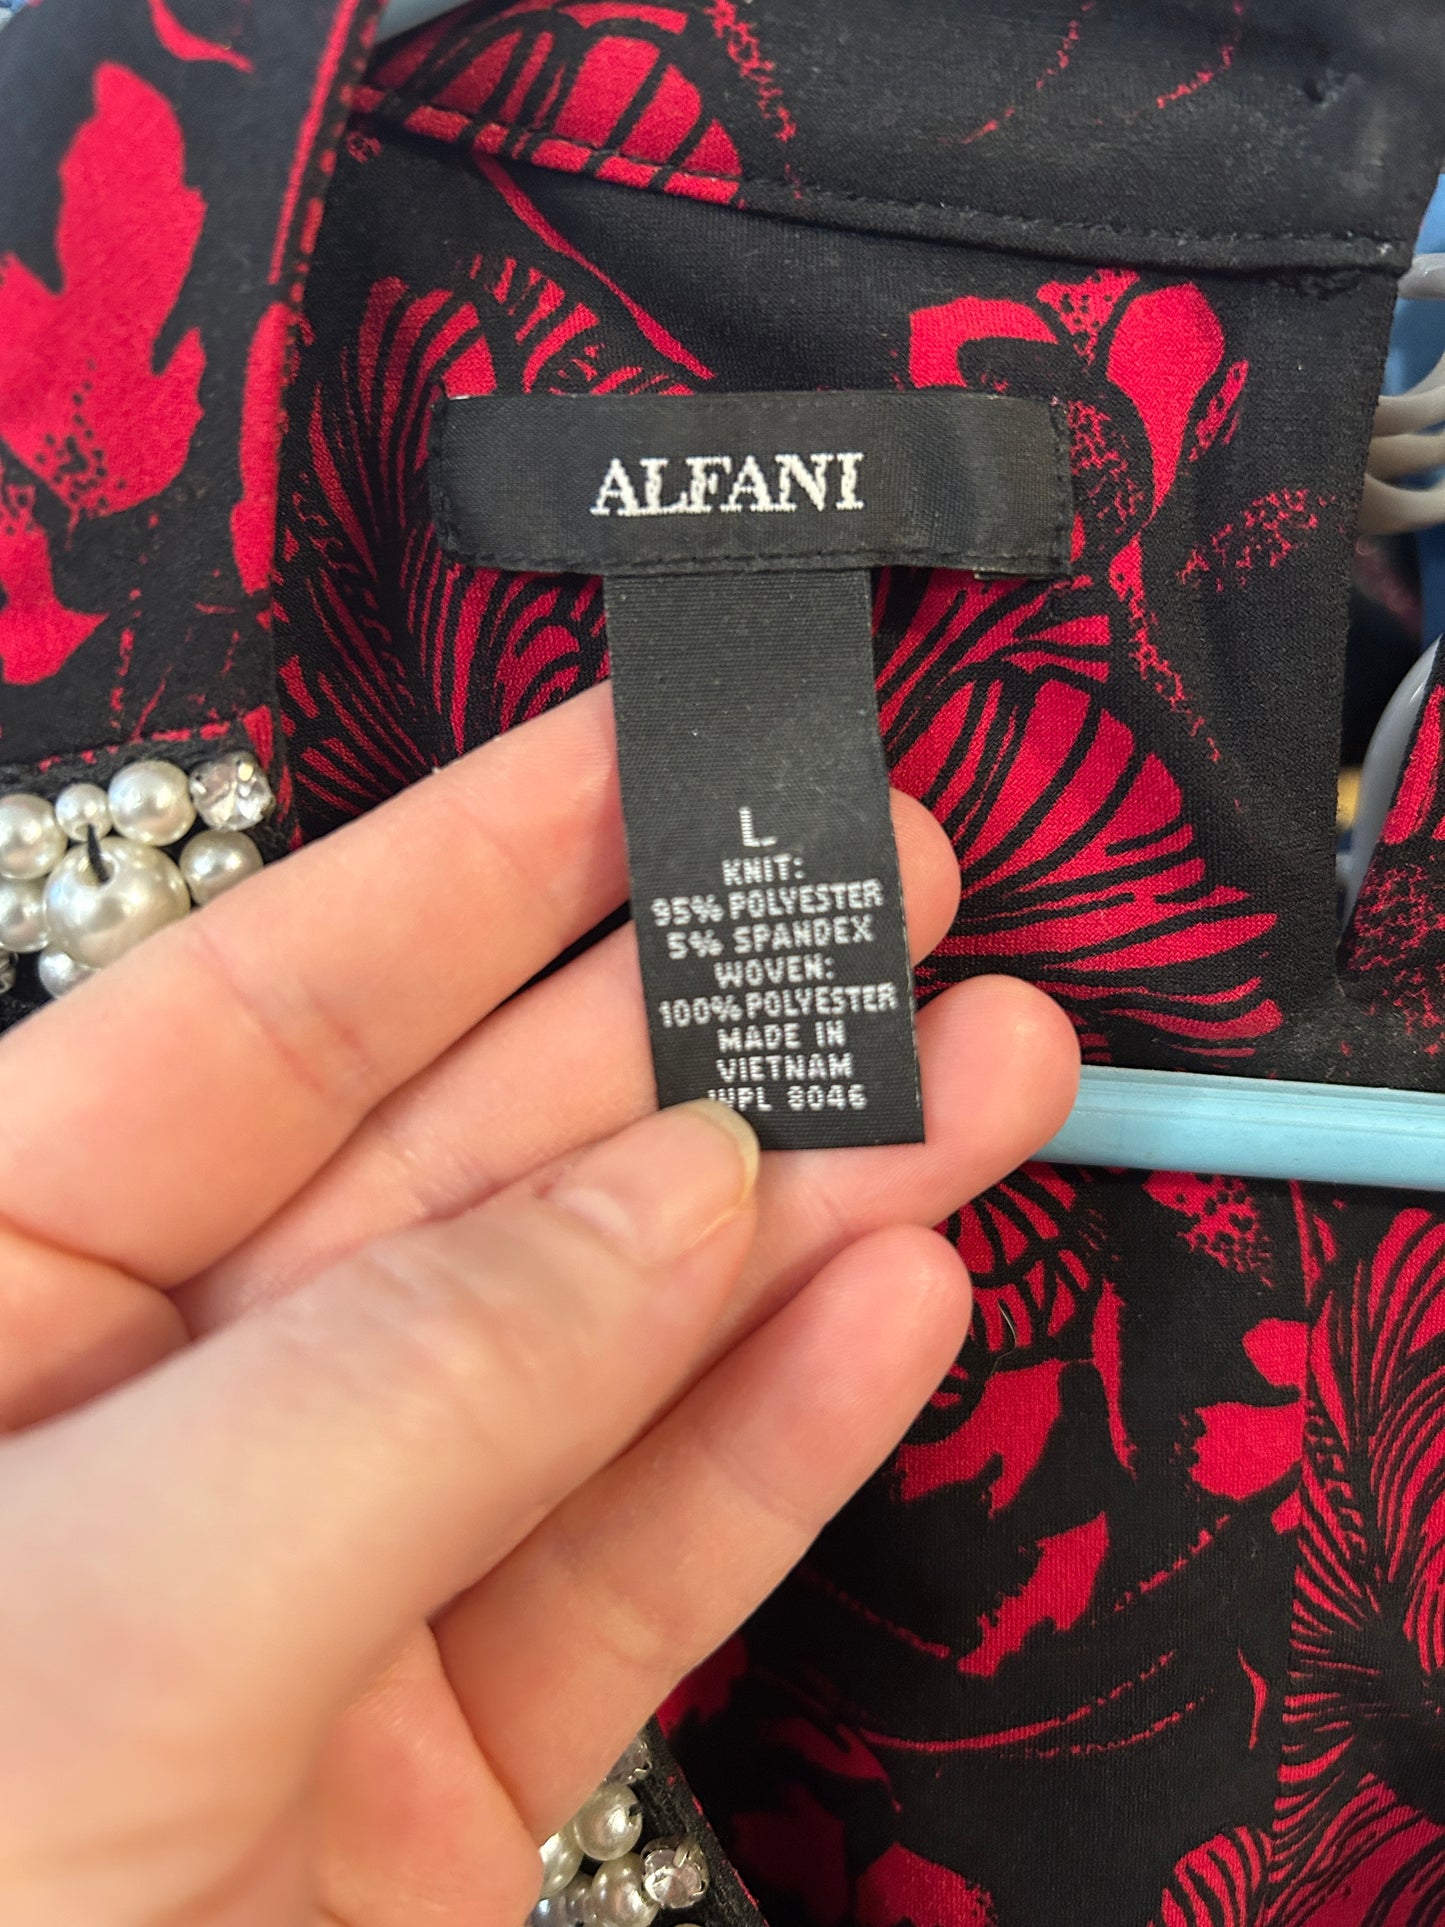 ALFANI
L
KNIT:
95% POLYESTER
5% SPANDEX
WOVEN:
100% POLYESTER
MADE IN
VIETNAM
WPL 8046